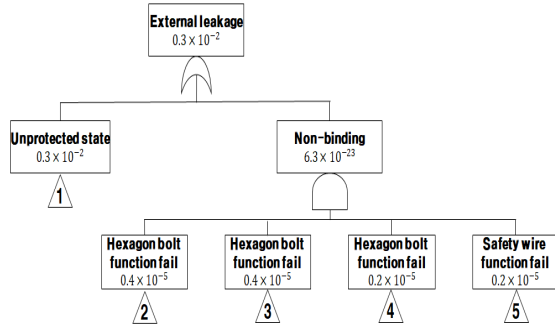 External leakage
0.3 × 10⁻²
Unprotected state
0.3 × 10⁻²
Non-binding
6.3 × 10⁻²³
1
Hexagon bolt
function fail
0.4 × 10⁻⁵
Hexagon bolt
function fail
0.4 × 10⁻⁵
Hexagon bolt
function fail
0.2 × 10⁻⁵
Safety wire
function fail
0.2 × 10⁻⁵
2
3
4
5